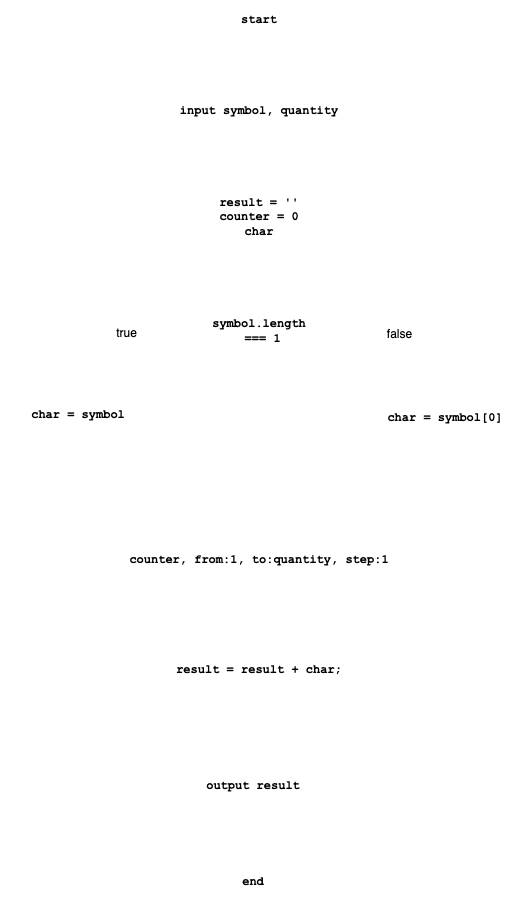 start
input symbol, quantity
result = ''
counter = 0
char
symbol.length
=== 1
true
false
char = symbol
char = symbol[0]
counter, from:1, to:quantity, step:1
result = result + char;
output result
end